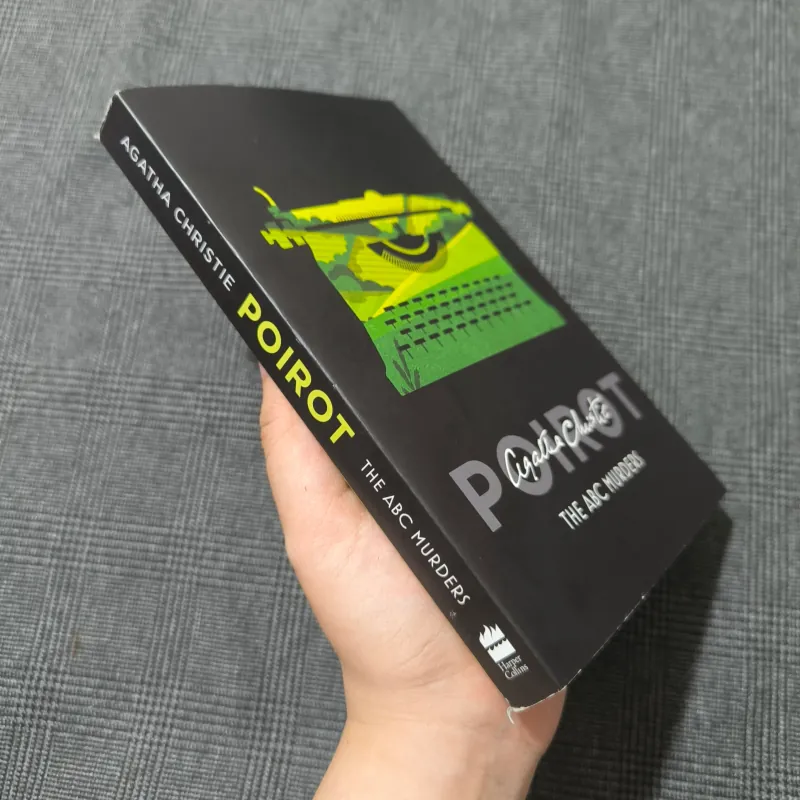 AGATHA CHRISTIE POIROT THE ABC MURDERS
Harper
Collins
POIROT
Agatha Christie
THE ABC MURDERS